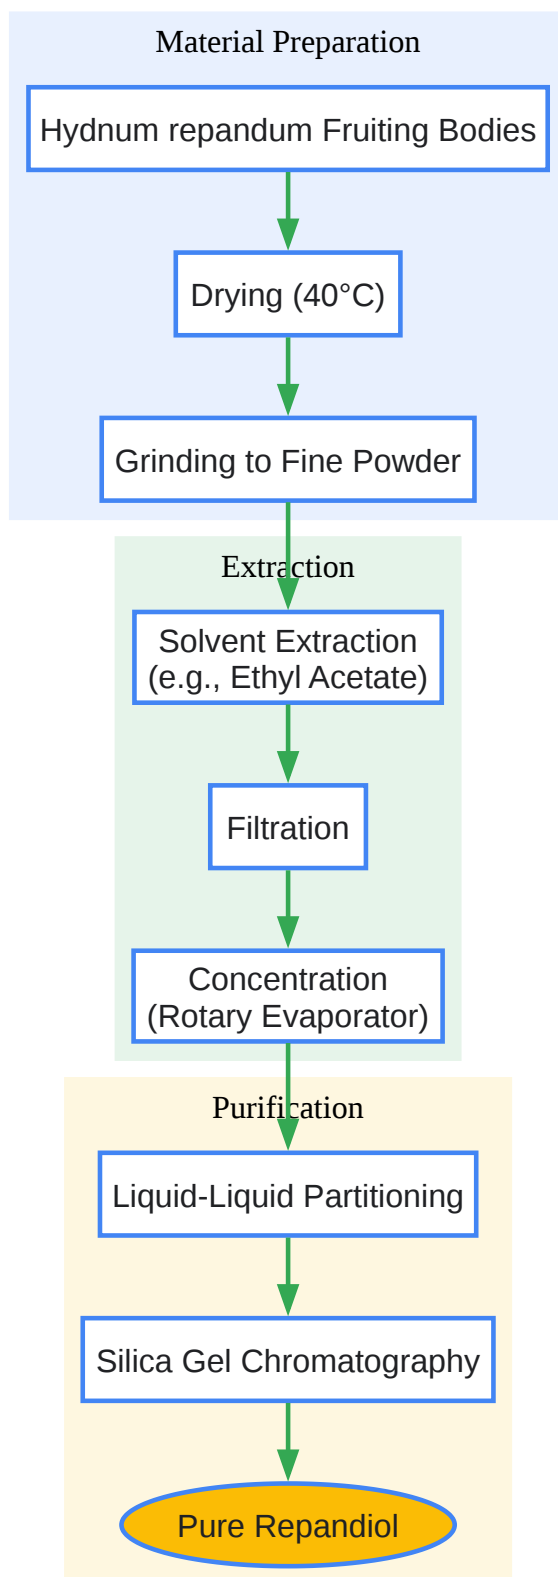 Material Preparation
Hydnum repandum Fruiting Bodies
Drying (40°C)
Grinding to Fine Powder
Extraction
Solvent Extraction
(e.g., Ethyl Acetate)
Filtration
Concentration
(Rotary Evaporator)
Purification
Liquid-Liquid Partitioning
Silica Gel Chromatography
Pure Repandiol